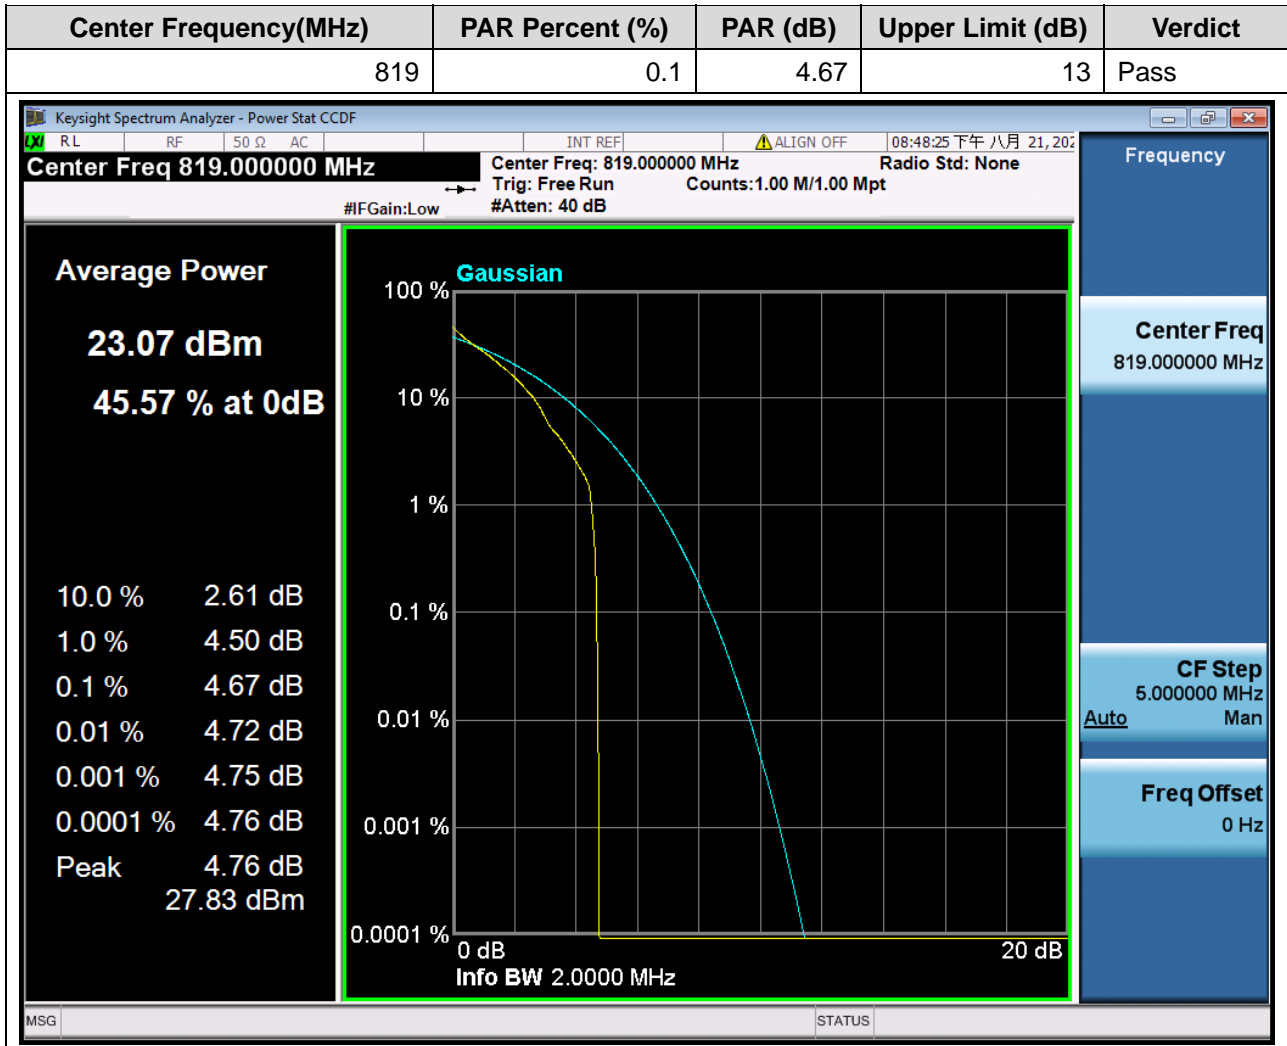 Center Frequency(MHz) PAR Percent (%) PAR (dB) Upper Limit (dB) Verdict
819 0.1 4.67 13 Pass
Keysight Spectrum Analyzer - Power Stat CCDF
LXI RL RF 50 Ω AC INT REF ALIGN OFF 08:48:25 下午 八月 21, 202
Center Freq 819.000000 MHz
Center Freq: 819.000000 MHz Radio Std: None
Trig: Free Run Counts:1.00 M/1.00 Mpt
#IFGain:Low #Atten: 40 dB
Average Power
23.07 dBm
45.57 % at 0dB
10.0 % 2.61 dB
1.0 % 4.50 dB
0.1 % 4.67 dB
0.01 % 4.72 dB
0.001 % 4.75 dB
0.0001 % 4.76 dB
Peak 4.76 dB
27.83 dBm
Gaussian
100 %
10 %
1 %
0.1 %
0.01 %
0.001 %
0.0001 %
0 dB 20 dB
Info BW 2.0000 MHz
Frequency
Center Freq
819.000000 MHz
CF Step
5.000000 MHz
Auto Man
Freq Offset
0 Hz
MSG STATUS